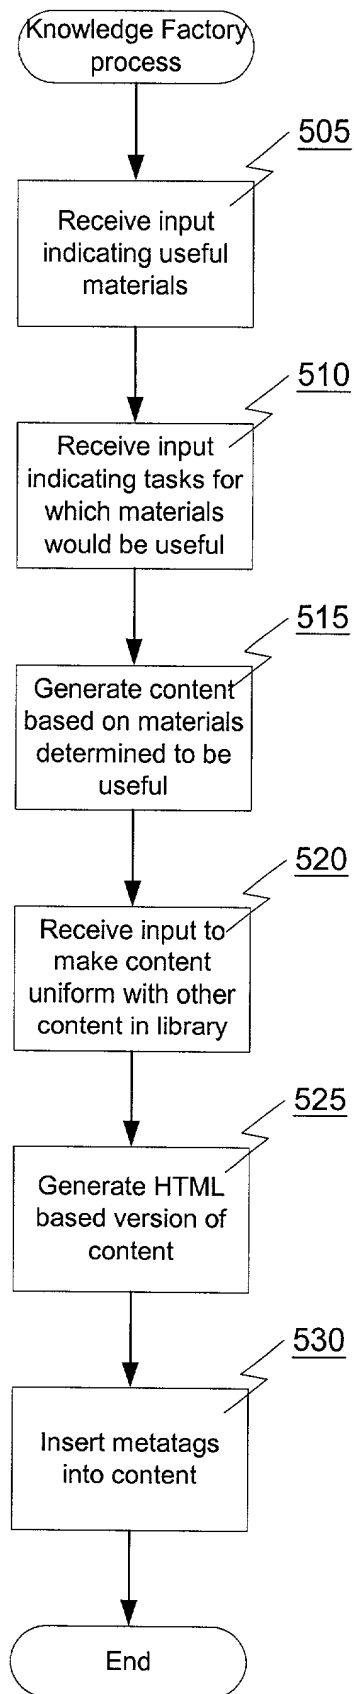 Knowledge Factory
process
505
Receive input
indicating useful
materials
510
Receive input
indicating tasks for
which materials
would be useful
515
Generate content
based on materials
determined to be
useful
520
Receive input to
make content
uniform with other
content in library
525
Generate HTML
based version of
content
530
Insert metatags
into content
End